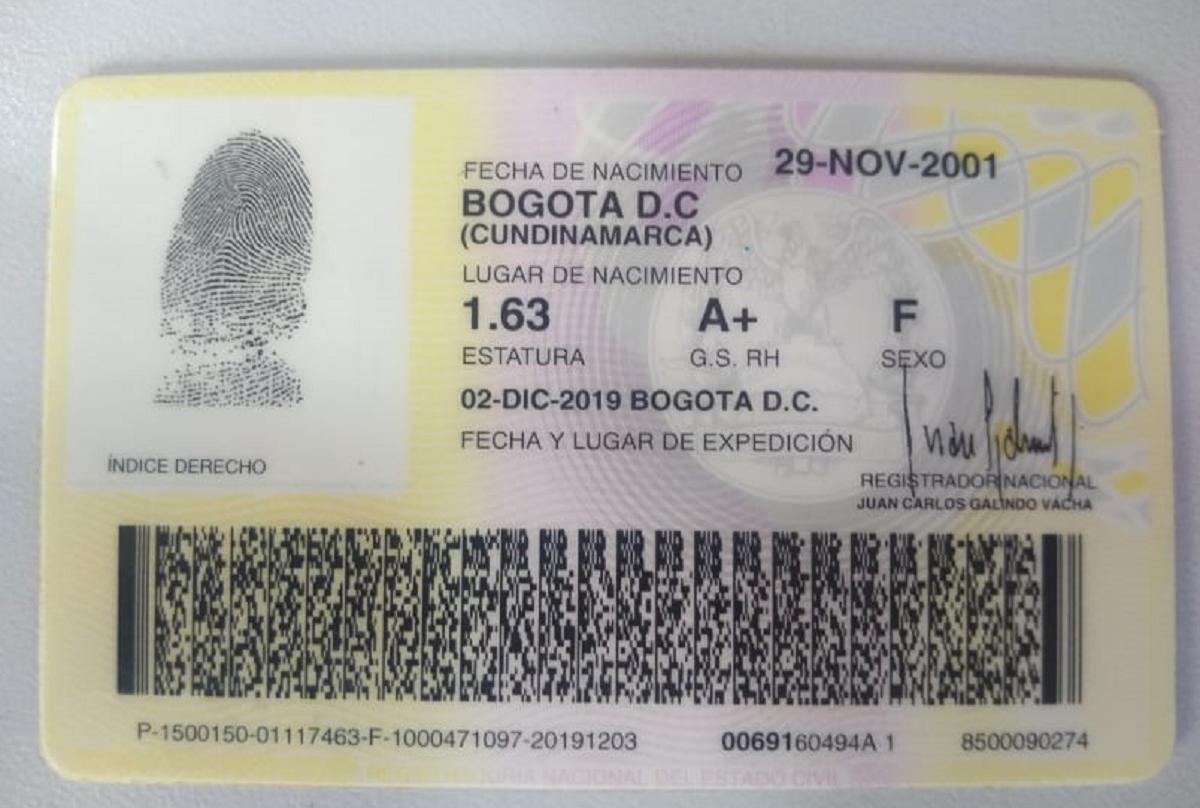 FECHA DE NACIMIENTO 29-NOV-2001
BOGOTA D.C
(CUNDINAMARCA)
LUGAR DE NACIMIENTO
1.63 A+ F
ESTATURA G.S. RH SEXO
02-DIC-2019 BOGOTA D.C.
FECHA Y LUGAR DE EXPEDICIÓN
ÍNDICE DERECHO
REGISTRADOR NACIONAL
JUAN CARLOS GALINDO VACHA
P-1500150-01117463-F-1000471097-20191203 0069160494A 1 8500090274
REGISTRADURIA NACIONAL DEL ESTADO CIVIL